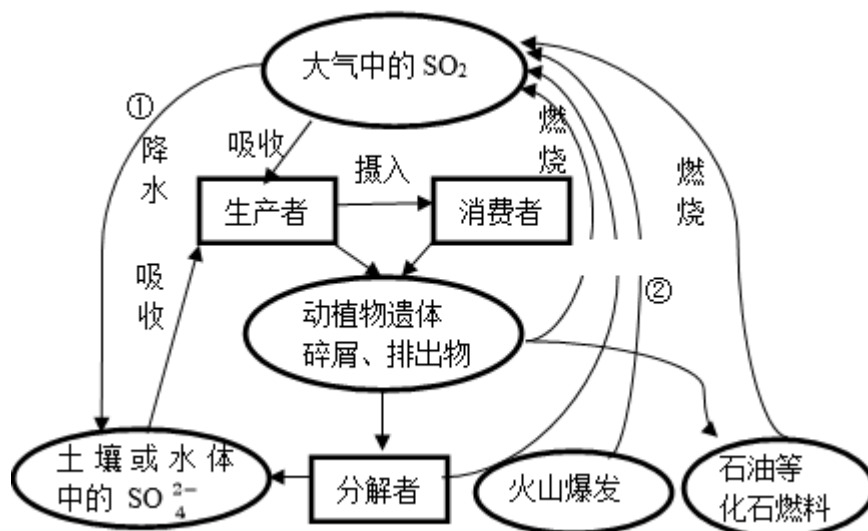 大气中的 SO₂
①
降
水
吸收
燃
烧
燃
烧
摄入
生产者
消费者
吸
收
②
动植物遗体
碎屑、排出物
土壤或水体
中的 SO₄²⁻
分解者
火山爆发
石油等
化石燃料